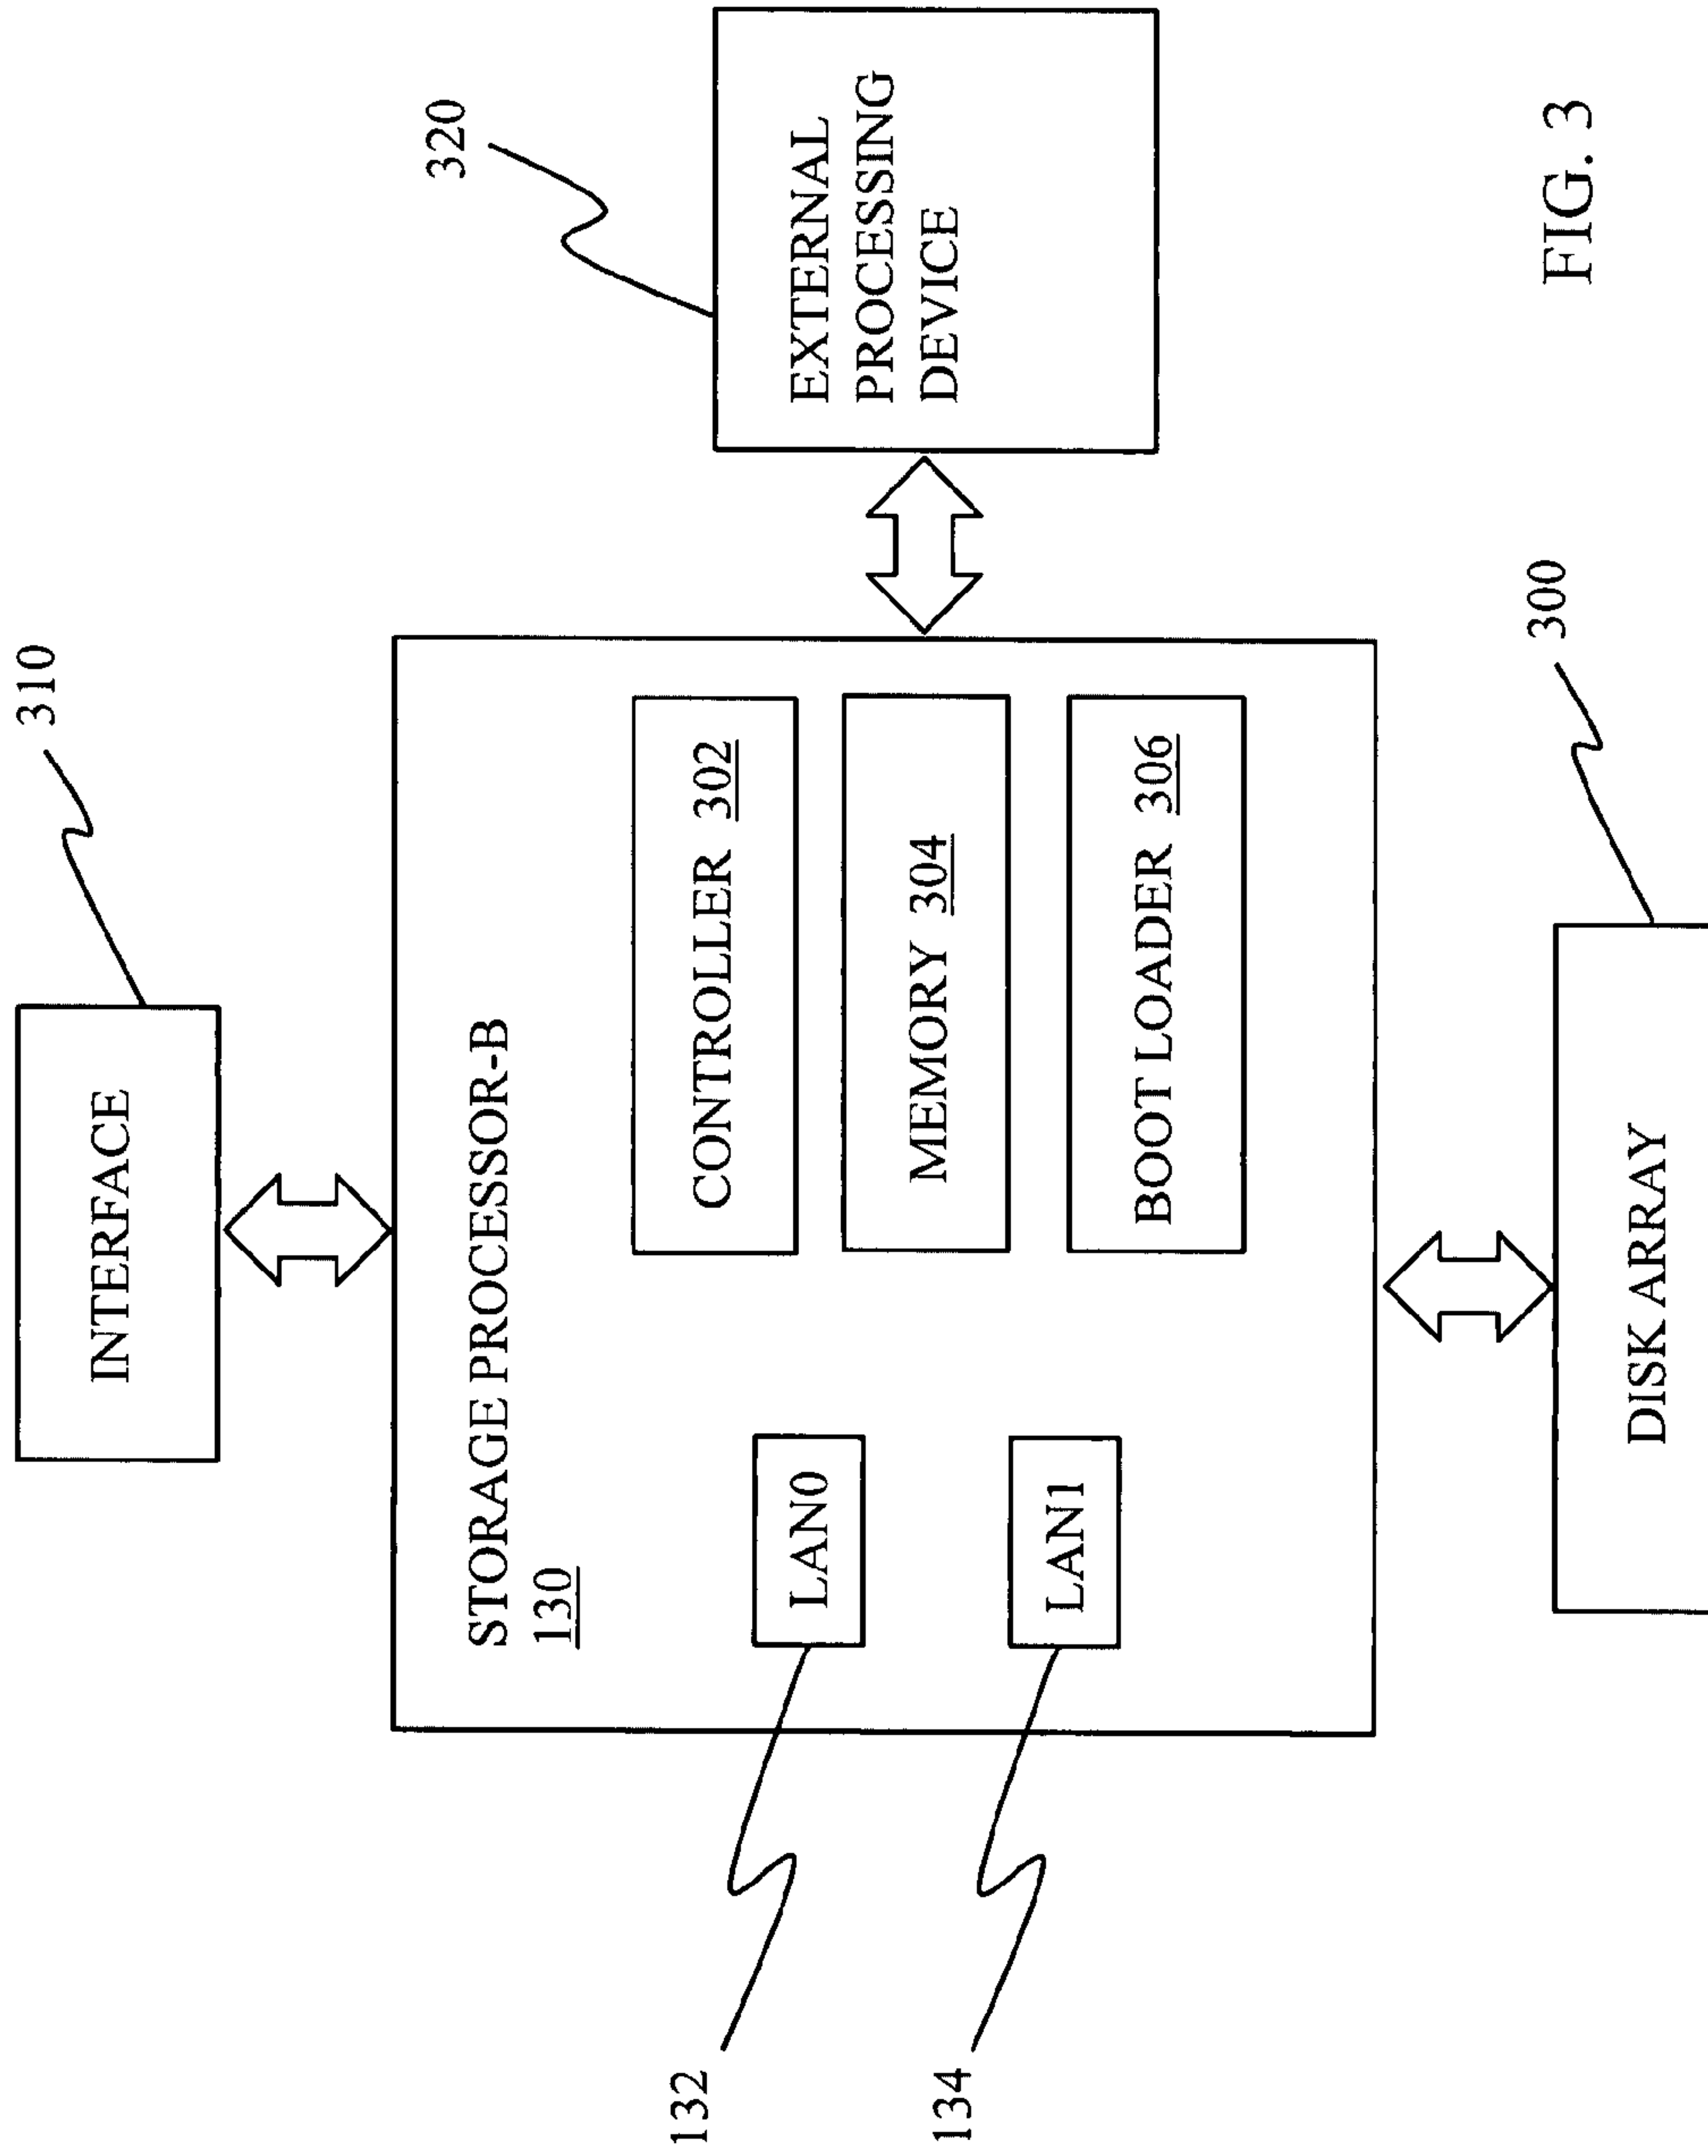 310
INTERFACE
320
EXTERNAL
PROCESSING
DEVICE
STORAGE PROCESSOR-B
130
CONTROLLER 302
MEMORY 304
BOOT LOADER 306
LAN0
LAN1
132
134
300
DISK ARRAY
FIG. 3